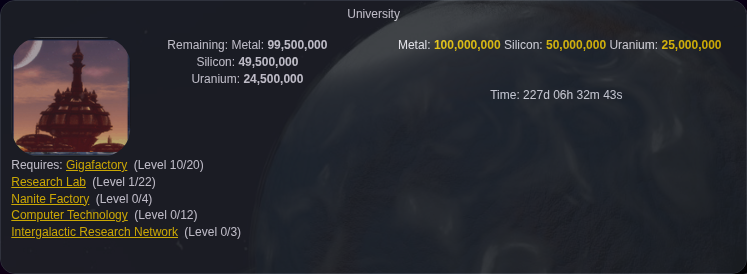 University
Remaining: Metal: 99,500,000
Silicon: 49,500,000
Uranium: 24,500,000
Metal: 100,000,000 Silicon: 50,000,000 Uranium: 25,000,000
Time: 227d 06h 32m 43s
Requires: Gigafactory (Level 10/20)
Research Lab (Level 1/22)
Nanite Factory (Level 0/4)
Computer Technology (Level 0/12)
Intergalactic Research Network (Level 0/3)